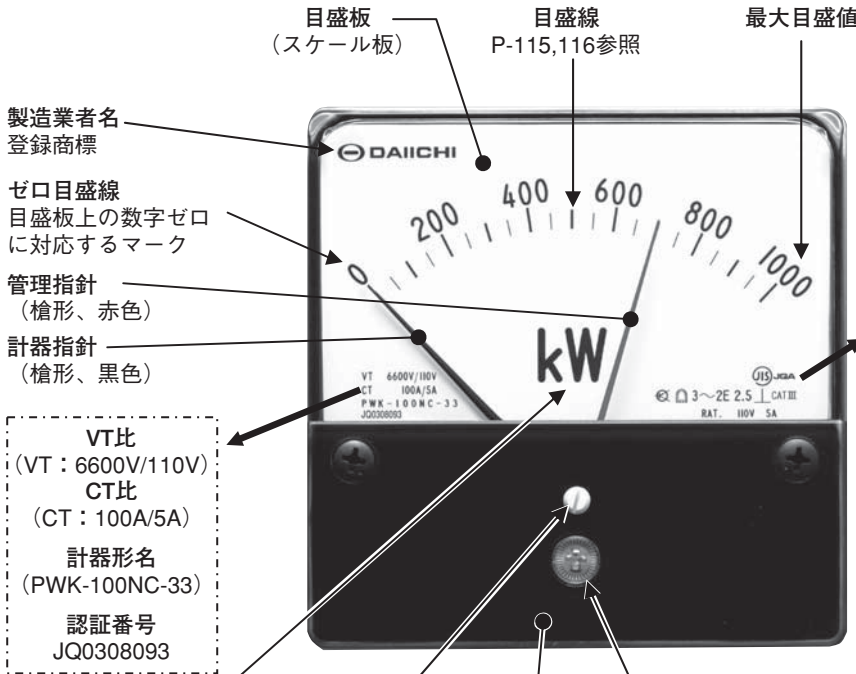 目盛板
(スケール板)
目盛線
P-115,116参照
最大目盛値
製造業者名
登録商標
ゼロ目盛線
目盛板上の数字ゼロ
に対応するマーク
管理指針
(槍形、赤色)
計器指針
(槍形、黒色)
DAIICHI
0
200
400
600
800
1000
kW
VT 6600V/110V
CT 100A/5A
PWK-100NC-33
JQ0308093
JIS JQA
3〜2E 2.5 CAT III
RAT. 110V 5A
VT比
(VT:6600V/110V)
CT比
(CT:100A/5A)
計器形名
(PWK-100NC-33)
認証番号
JQ0308093